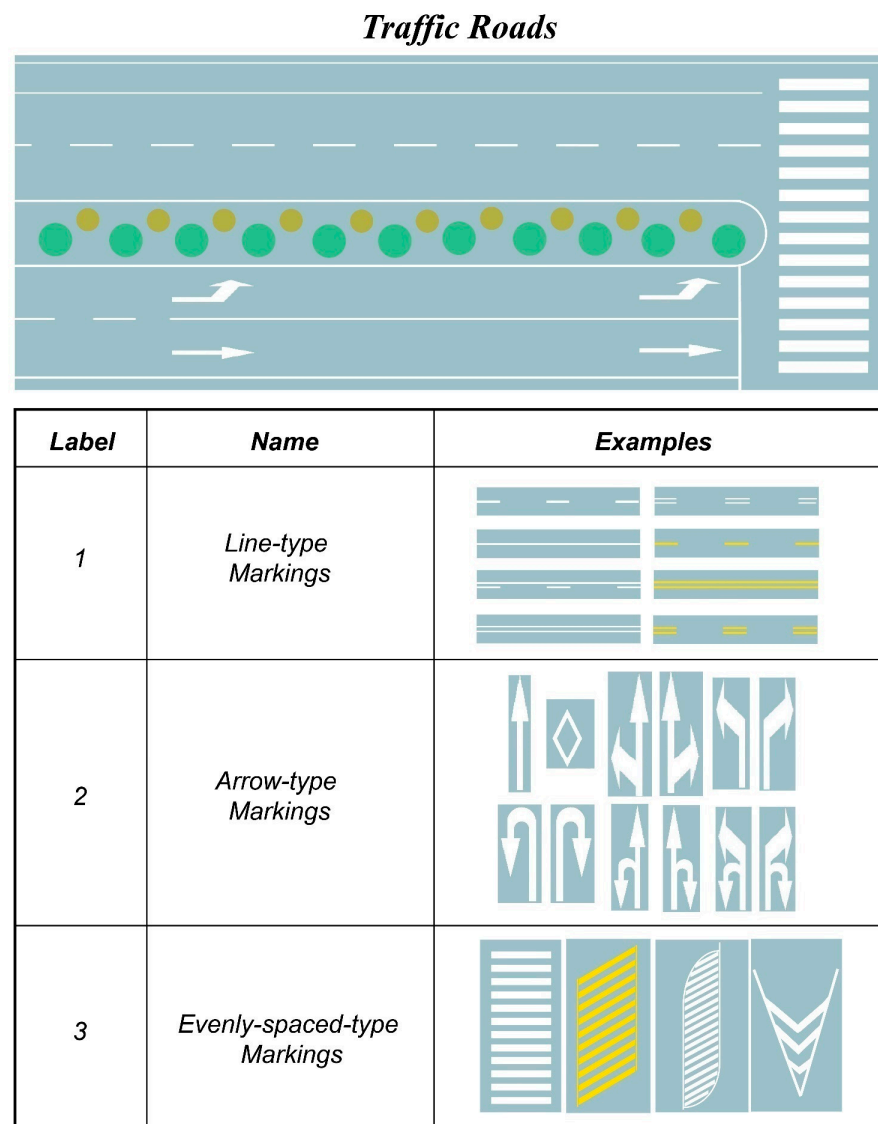 Traffic Roads
Label Name Examples
1
Line-type
Markings
2
Arrow-type
Markings
3
Evenly-spaced-type
Markings